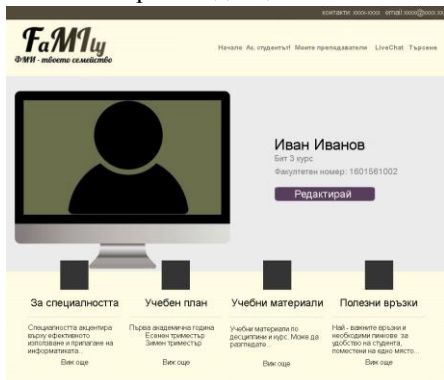 контакти xxxx-xxxx email:xxxx@xxxx.xx
FaMIly
ФМИ - твоето семейство
Начало Аз, студентът! Моите преподаватели LiveChat Търсене
Иван Иванов
Бит 3 курс
Факултетен номер: 1601561002
Редактирай
За специалността
Учебен план
Учебни материали
Полезни връзки
Специалността акцентира
върху ефективното
използване и прилагане на
информатиката...
Виж още
Първа академична година
Есенен триместър
Зимен триместър
Виж още
Учебни материали по
дисциплини и курс. Може да
разгледате...
Виж още
Най - важните връзки и
необходими линкове за
удобство на студента,
поместени на едно място...
Виж още